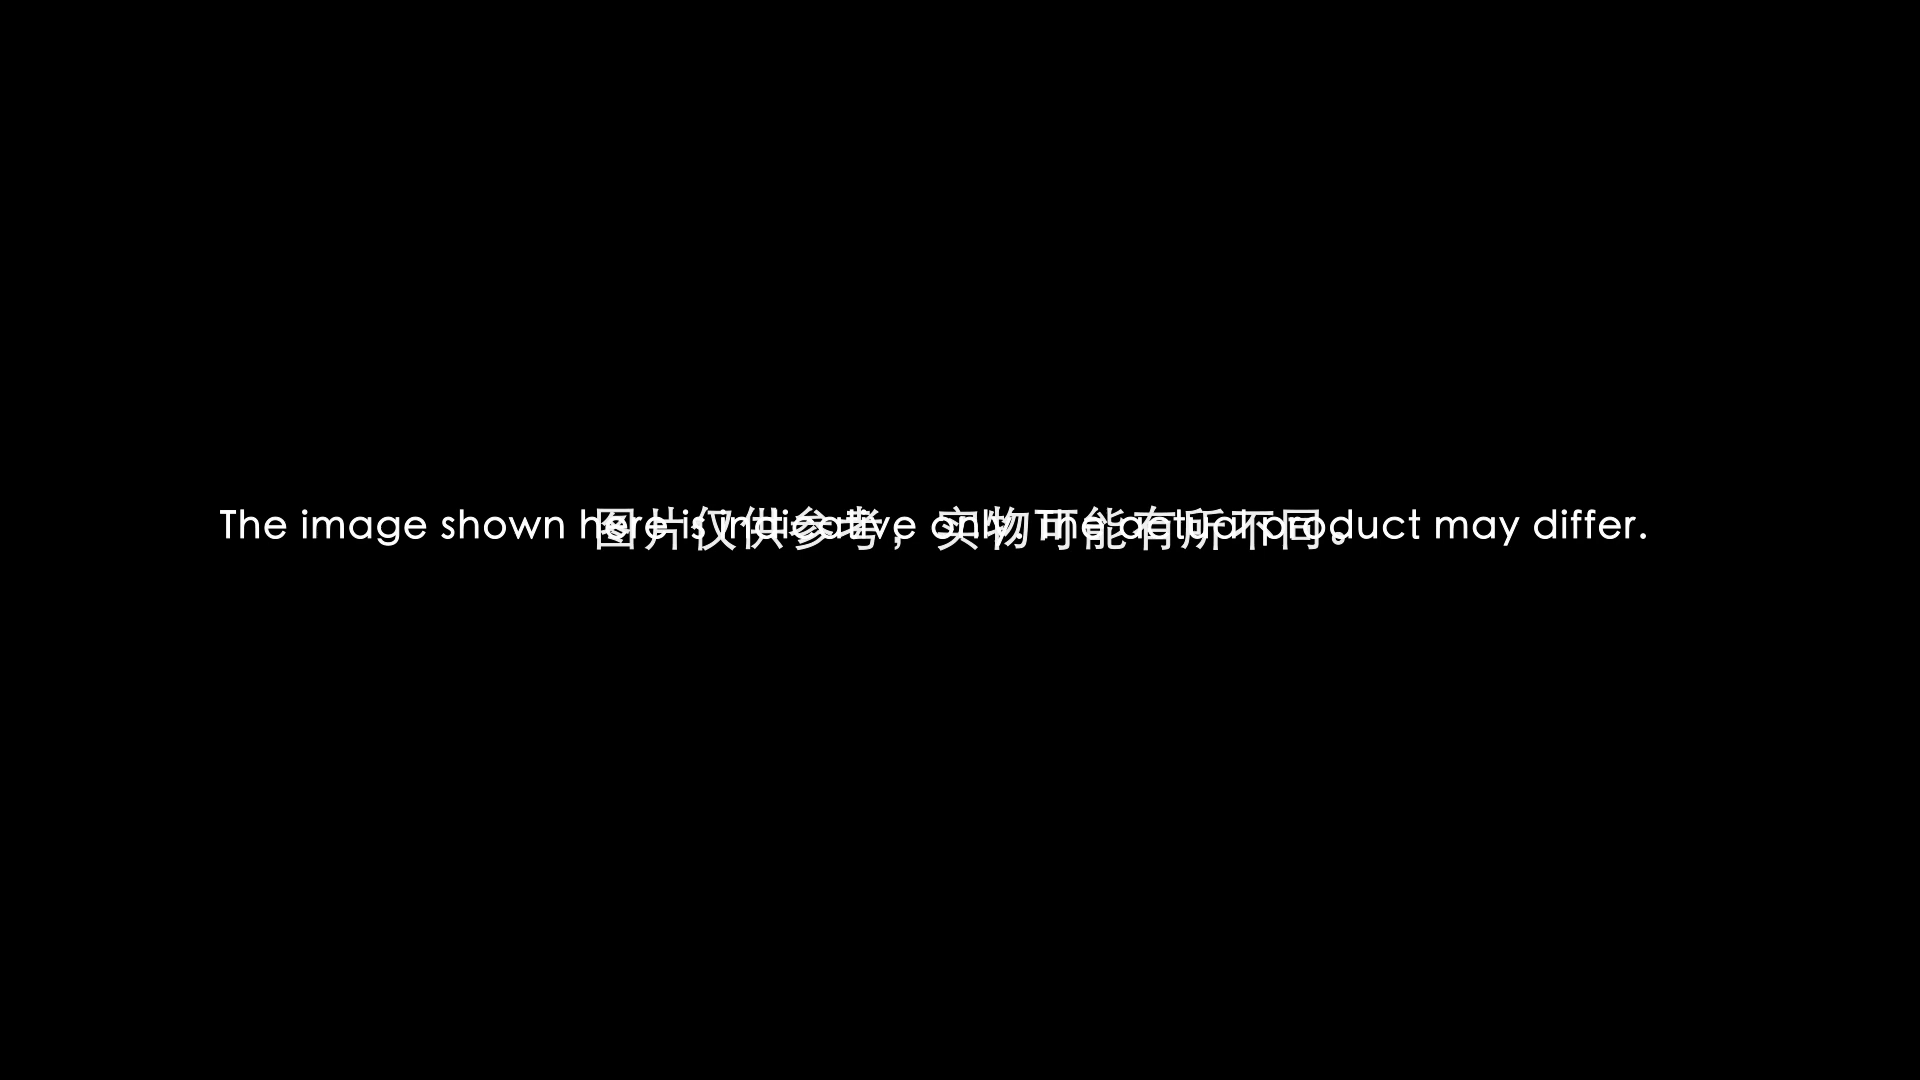 The image shown here is indicative only. The actual product may differ.
图片仅供参考，实物可能有所不同。